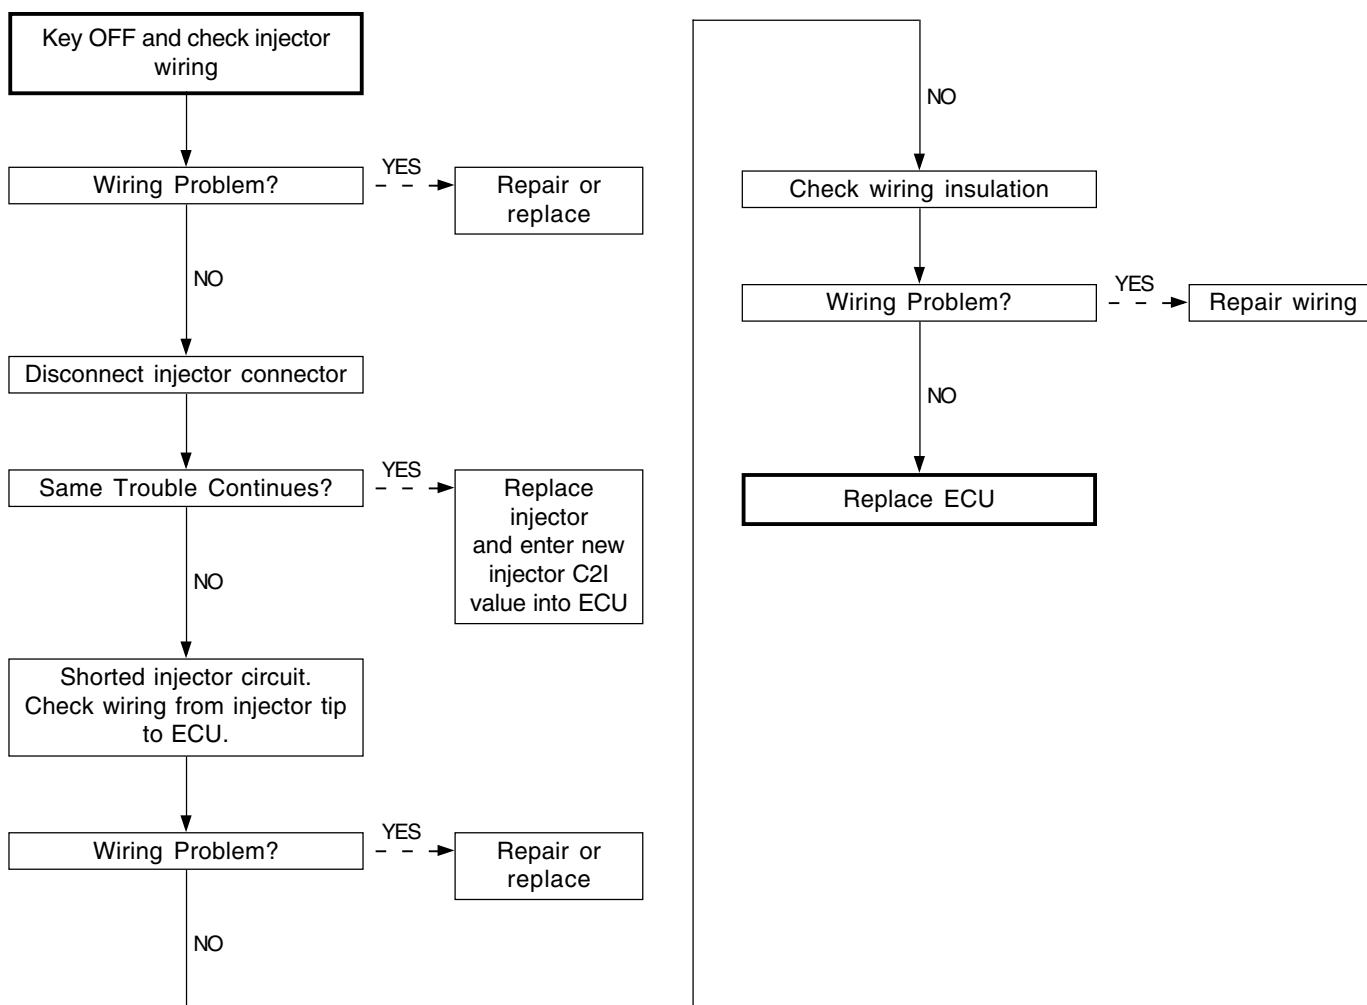 Key OFF and check injector
wiring
Wiring Problem?
YES
Repair or
replace
NO
Disconnect injector connector
Same Trouble Continues?
YES
Replace
injector
and enter new
injector C2I
value into ECU
NO
Shorted injector circuit.
Check wiring from injector tip
to ECU.
Wiring Problem?
YES
Repair or
replace
NO
NO
Check wiring insulation
Wiring Problem?
YES
Repair wiring
NO
Replace ECU